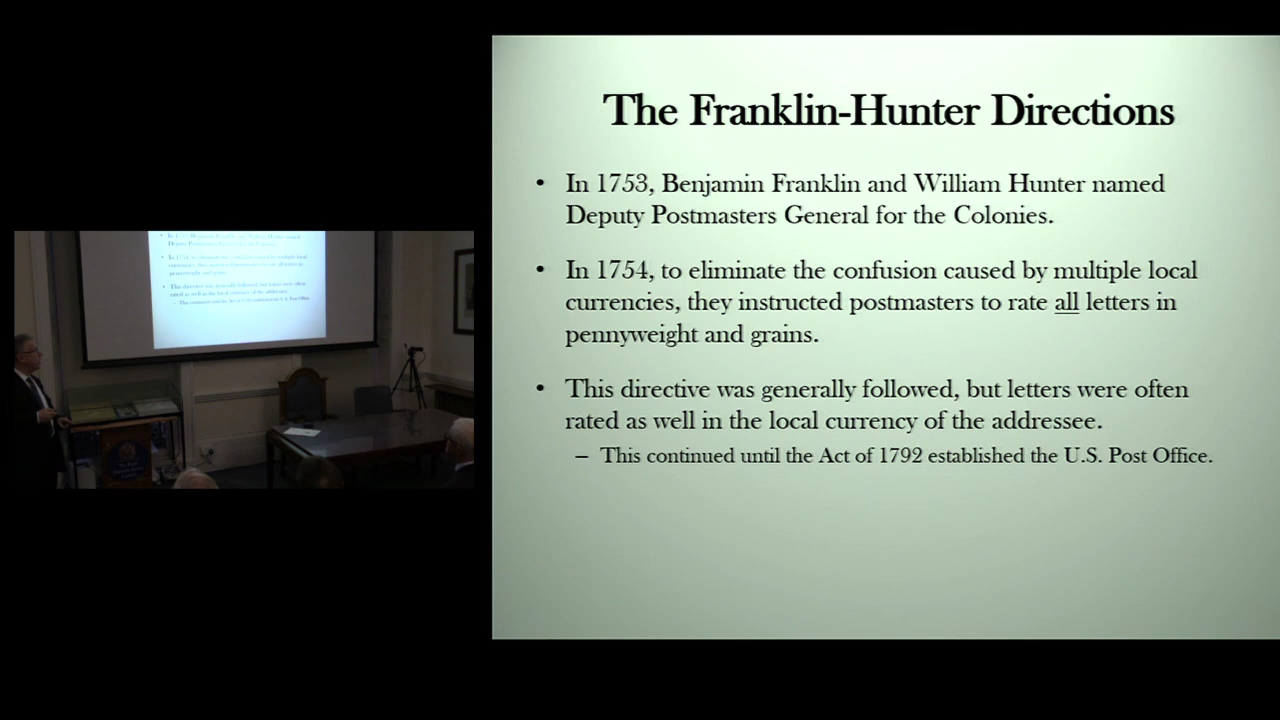 The Franklin-Hunter Directions
• In 1753, Benjamin Franklin and William Hunter named
Deputy Postmasters General for the Colonies.
• In 1754, to eliminate the confusion caused by multiple local
currencies, they instructed postmasters to rate all letters in
pennyweight and grains.
• This directive was generally followed, but letters were often
rated as well in the local currency of the addressee.
– This continued until the Act of 1792 established the U.S. Post Office.